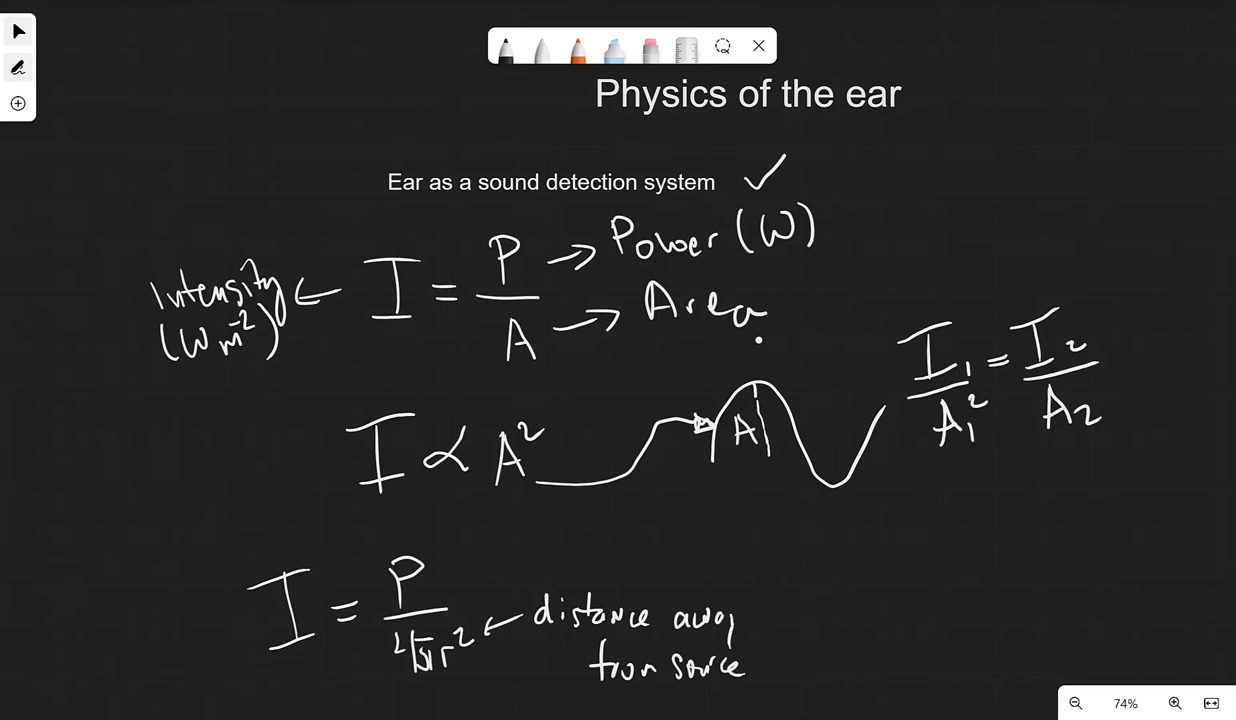 Physics of the ear
Ear as a sound detection system ✓
I = P/A
P → Power (W)
A → Area
Intensity
(Wm⁻²)
I ∝ A²
A
I₁/A₁² = I₂/A₂
I = P/4πr² ← distance away
from source
74%